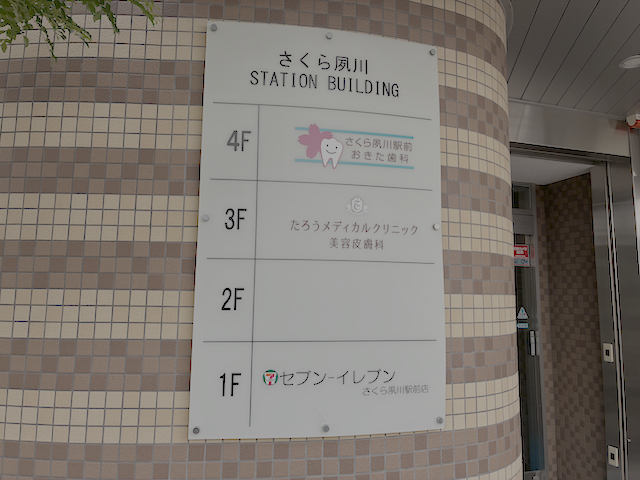 さくら夙川
STATION BUILDING
4F
さくら夙川駅前
おきた歯科
3F
たろうメディカルクリニック
美容皮膚科
2F
1F
7 セブン-イレブン
さくら夙川駅前店